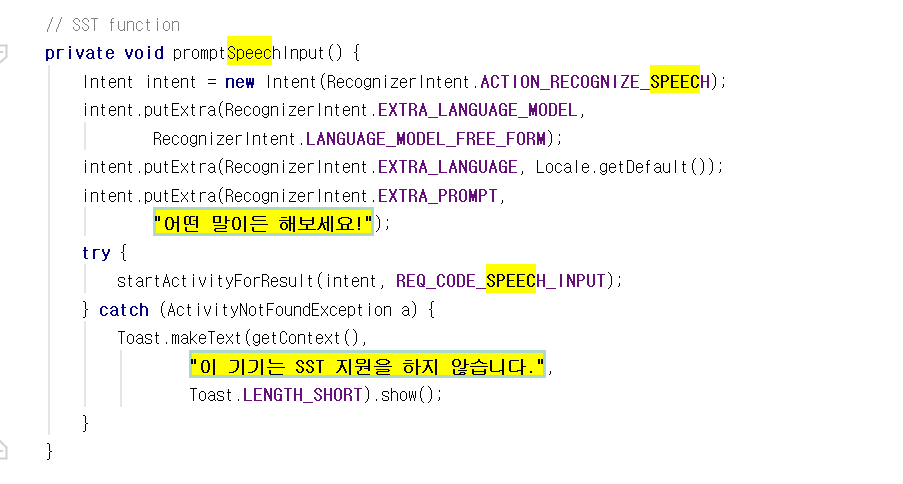 // SST function
private void promptSpeechInput() {
Intent intent = new Intent(RecognizerIntent.ACTION_RECOGNIZE_SPEECH);
intent.putExtra(RecognizerIntent.EXTRA_LANGUAGE_MODEL,
RecognizerIntent.LANGUAGE_MODEL_FREE_FORM);
intent.putExtra(RecognizerIntent.EXTRA_LANGUAGE, Locale.getDefault());
intent.putExtra(RecognizerIntent.EXTRA_PROMPT,
"어떤 말이든 해보세요!");
try {
startActivityForResult(intent, REQ_CODE_SPEECH_INPUT);
} catch (ActivityNotFoundException a) {
Toast.makeText(getContext(),
"이 기기는 SST 지원을 하지 않습니다.",
Toast.LENGTH_SHORT).show();
}
}